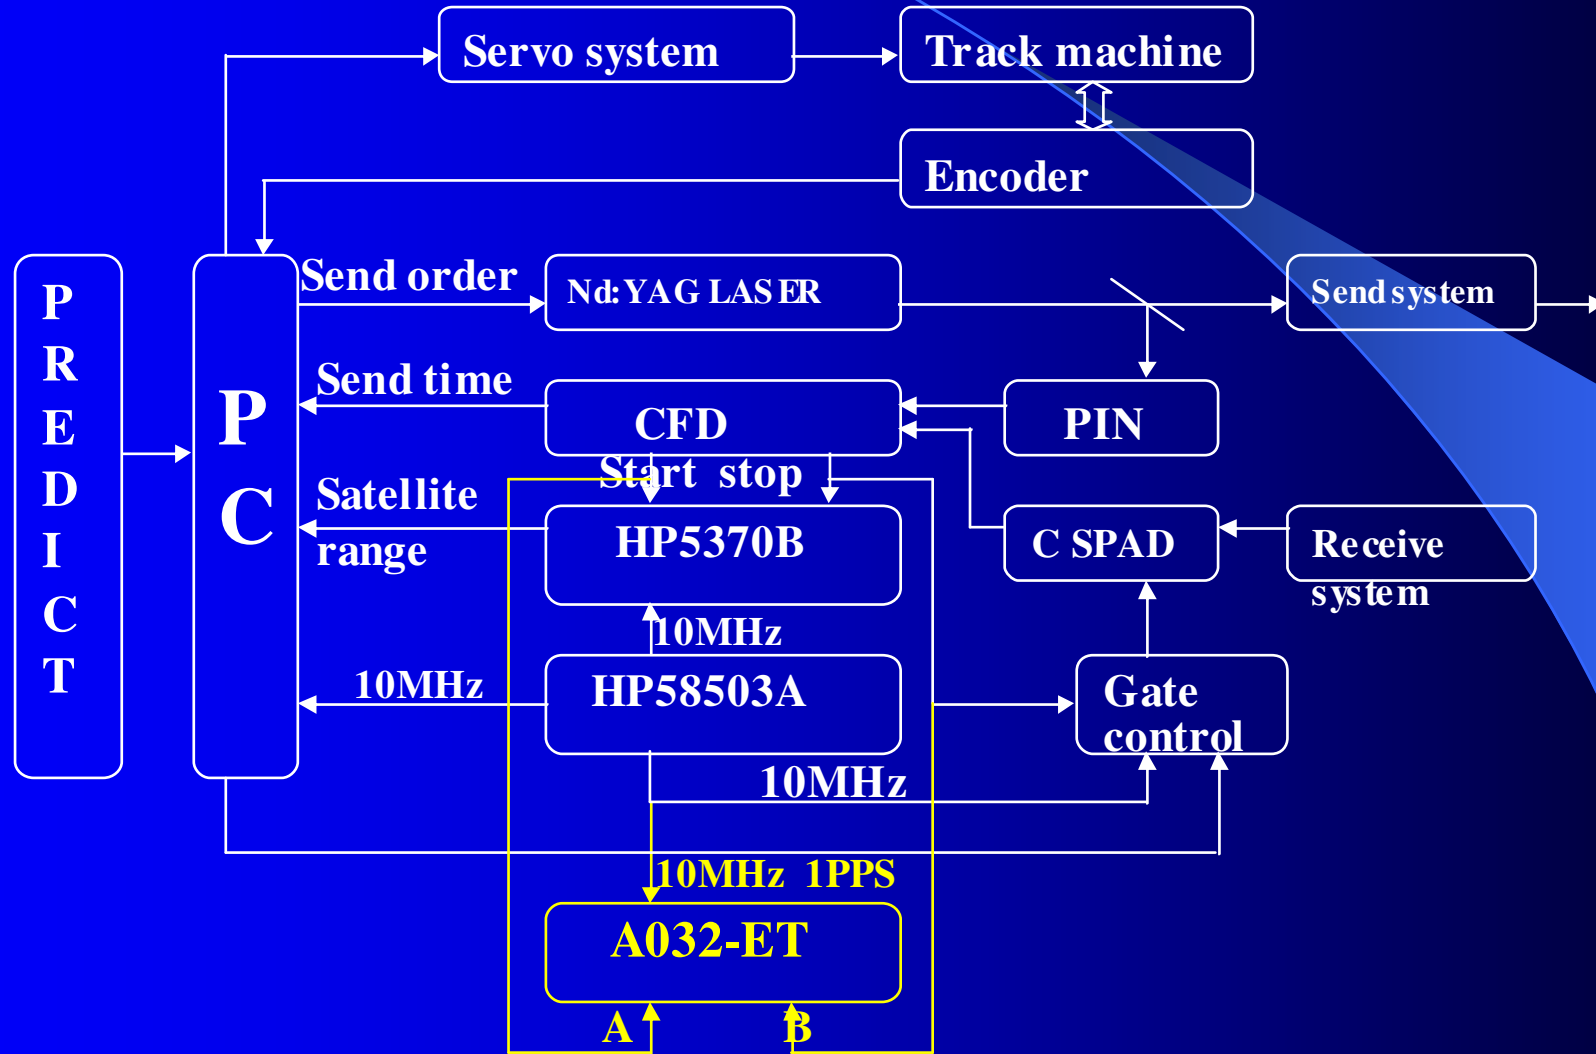 Servo system
Track machine
Encoder
P
R
E
D
I
C
T
P
C
Send order
Nd:YAG LASER
Send system
Send time
CFD
PIN
Start stop
Satellite
range
HP5370B
C SPAD
Receive
system
10MHz
10MHz
HP58503A
Gate
control
10MHz
10MHz 1PPS
A032-ET
A
B